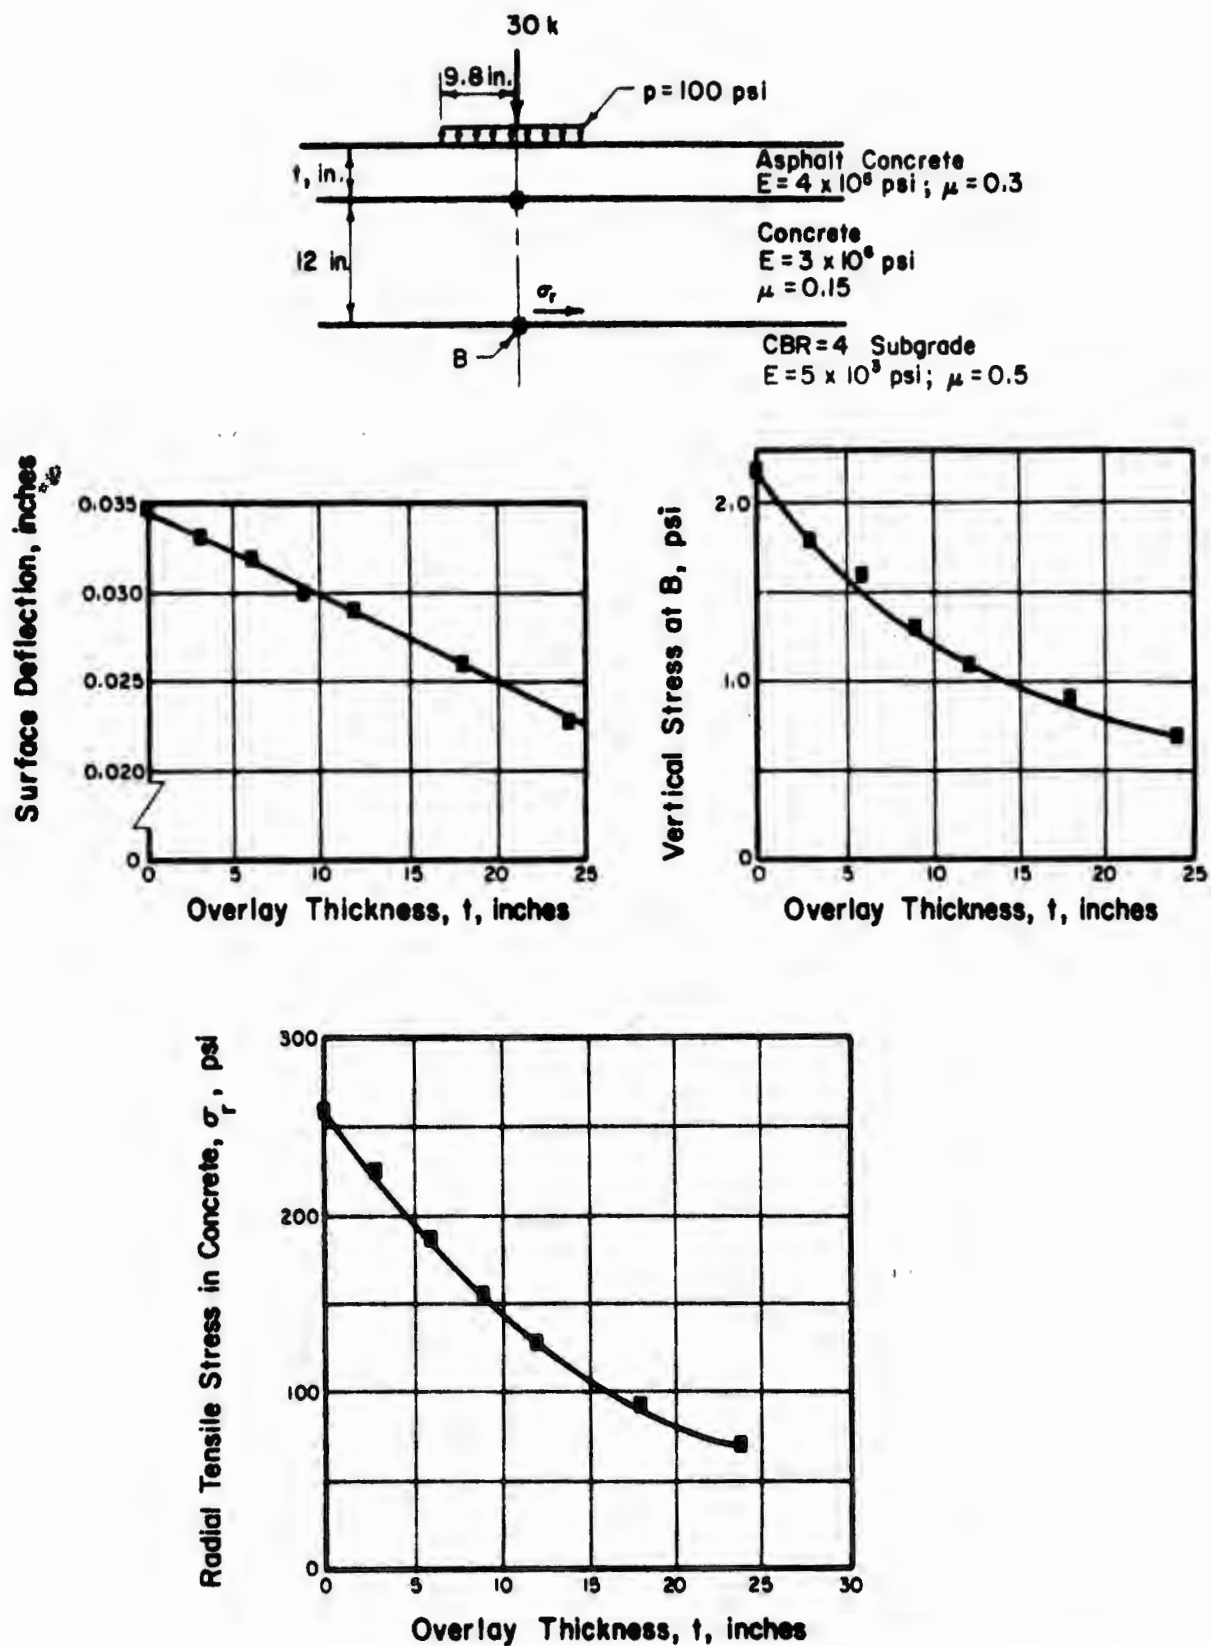 30 k
9.8 in.
p = 100 psi
t, in.
Asphalt Concrete
E = 4 x 10⁵ psi ; μ = 0.3
12 in.
Concrete
E = 3 x 10⁶ psi
μ = 0.15
σr
B
CBR = 4 Subgrade
E = 5 x 10³ psi; μ = 0.5
Surface Deflection, inches
0.035
0.030
0.025
0.020
0
0 5 10 15 20 25
Overlay Thickness, t, inches
Vertical Stress at B, psi
2.0
1.0
0
0 5 10 15 20 25
Overlay Thickness, t, inches
Radial Tensile Stress in Concrete, σr, psi
300
200
100
0
0 5 10 15 20 25 30
Overlay Thickness, t, inches